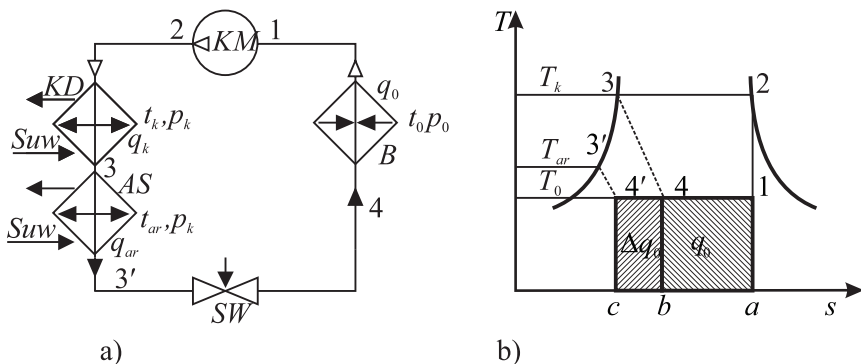 2 KM 1
KD
t_k, p_k
q_k
Suw
3
AS
t_ar, p_k
Suw
q_ar
3′
SW
q_0
t_0 p_0
B
4
a)
T
T_k 3 2
3′
T_ar
T_0 4′ 4 1
Δq_0 q_0
c b a s
b)